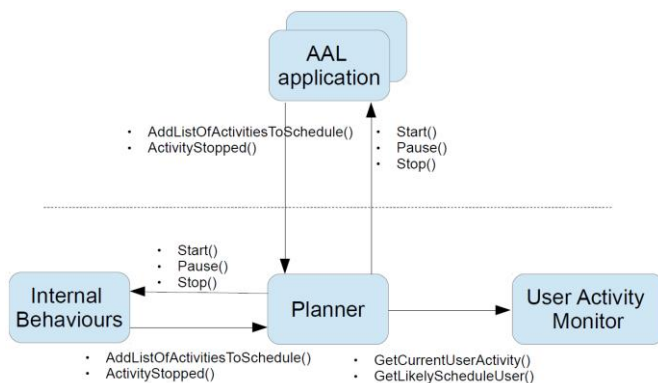 AAL
application
• AddListOfActivitiesToSchedule()
• ActivityStopped()
• Start()
• Pause()
• Stop()
• Start()
• Pause()
• Stop()
Internal
Behaviours
Planner
User Activity
Monitor
• AddListOfActivitiesToSchedule()
• ActivityStopped()
• GetCurrentUserActivity()
• GetLikelyScheduleUser()